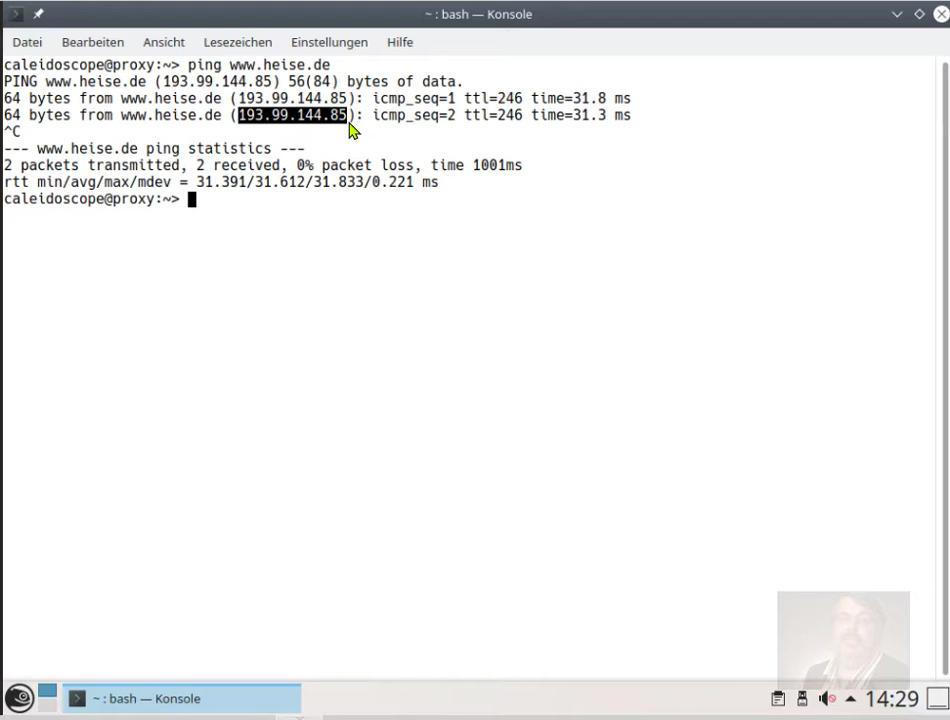 ~ : bash — Konsole
Datei Bearbeiten Ansicht Lesezeichen Einstellungen Hilfe
caleidoscope@proxy:~> ping www.heise.de
PING www.heise.de (193.99.144.85) 56(84) bytes of data.
64 bytes from www.heise.de (193.99.144.85): icmp_seq=1 ttl=246 time=31.8 ms
64 bytes from www.heise.de (193.99.144.85): icmp_seq=2 ttl=246 time=31.3 ms
^C
--- www.heise.de ping statistics ---
2 packets transmitted, 2 received, 0% packet loss, time 1001ms
rtt min/avg/max/mdev = 31.391/31.612/31.833/0.221 ms
caleidoscope@proxy:~>
~ : bash — Konsole
14:29